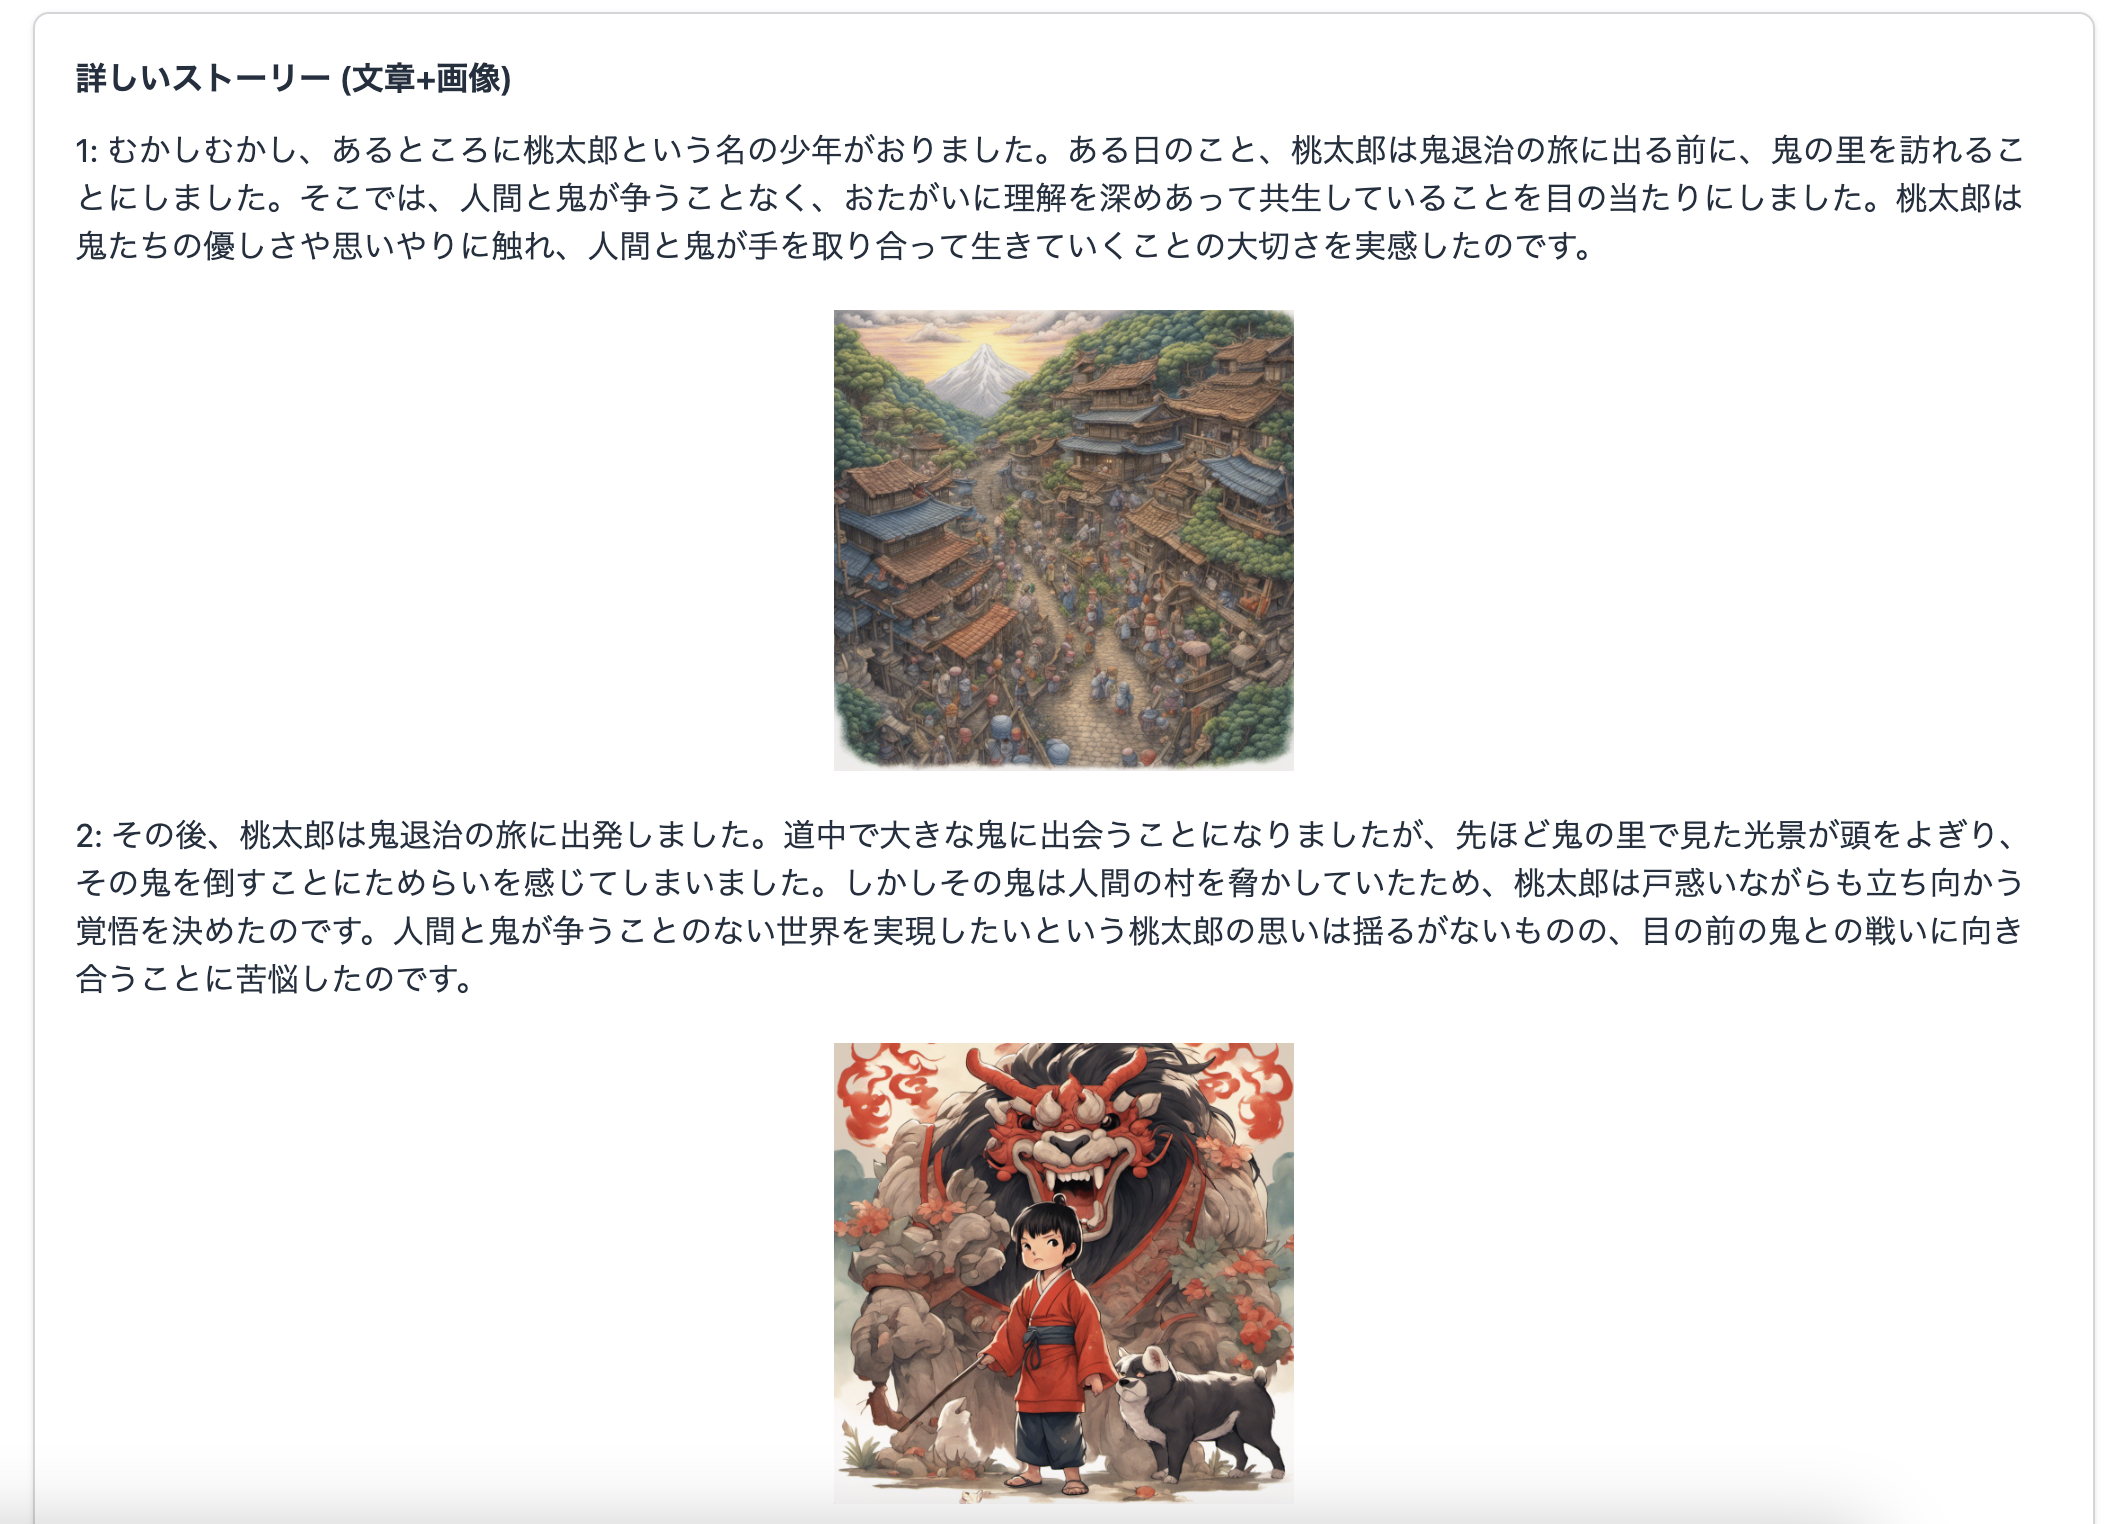 詳しいストーリー (文章+画像)
1: むかしむかし、あるところに桃太郎という名の少年がおりました。ある日のこと、桃太郎は鬼退治の旅に出る前に、鬼の里を訪れるこ
とにしました。そこでは、人間と鬼が争うことなく、おたがいに理解を深めあって共生していることを目の当たりにしました。桃太郎は
鬼たちの優しさや思いやりに触れ、人間と鬼が手を取り合って生きていくことの大切さを実感したのです。
2: その後、桃太郎は鬼退治の旅に出発しました。道中で大きな鬼に出会うことになりましたが、先ほど鬼の里で見た光景が頭をよぎり、
その鬼を倒すことにためらいを感じてしまいました。しかしその鬼は人間の村を脅かしていたため、桃太郎は戸惑いながらも立ち向かう
覚悟を決めたのです。人間と鬼が争うことのない世界を実現したいという桃太郎の思いは揺るがないものの、目の前の鬼との戦いに向き
合うことに苦悩したのです。